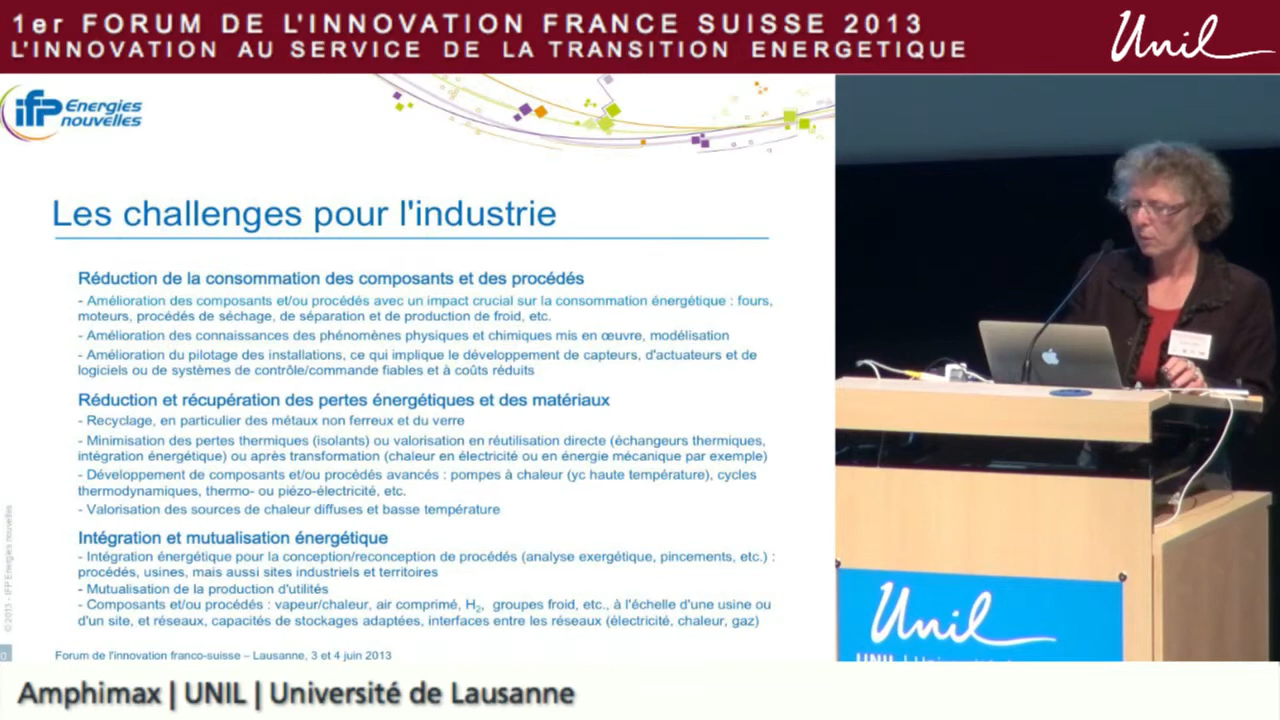 1er FORUM DE L'INNOVATION FRANCE SUISSE 2013
L'INNOVATION AU SERVICE DE LA TRANSITION ENERGETIQUE
Unil
ifp Energies
nouvelles
Les challenges pour l'industrie
Réduction de la consommation des composants et des procédés
- Amélioration des composants et/ou procédés avec un impact crucial sur la consommation énergétique : fours,
moteurs, procédés de séchage, de séparation et de production de froid, etc.
- Amélioration des connaissances des phénomènes physiques et chimiques mis en œuvre, modélisation
- Amélioration du pilotage des installations, ce qui implique le développement de capteurs, d'actuateurs et de
logiciels ou de systèmes de contrôle/commande fiables et à coûts réduits
Réduction et récupération des pertes énergétiques et des matériaux
- Recyclage, en particulier des métaux non ferreux et du verre
- Minimisation des pertes thermiques (isolants) ou valorisation en réutilisation directe (échangeurs thermiques,
intégration énergétique) ou après transformation (chaleur en électricité ou en énergie mécanique par exemple)
- Développement de composants et/ou procédés avancés : pompes à chaleur (yc haute température), cycles
thermodynamiques, thermo- ou piézo-électricité, etc.
- Valorisation des sources de chaleur diffuses et basse température
Intégration et mutualisation énergétique
- Intégration énergétique pour la conception/reconception de procédés (analyse exergétique, pincements, etc.) :
procédés, usines, mais aussi sites industriels et territoires
- Mutualisation de la production d'utilités
- Composants et/ou procédés : vapeur/chaleur, air comprimé, H₂, groupes froid, etc., à l'échelle d'une usine ou
d'un site, et réseaux, capacités de stockages adaptées, interfaces entre les réseaux (électricité, chaleur, gaz)
© 2013 - IFP Energies nouvelles
Forum de l'innovation franco-suisse – Lausanne, 3 et 4 juin 2013
Unil
Amphimax | UNIL | Université de Lausanne